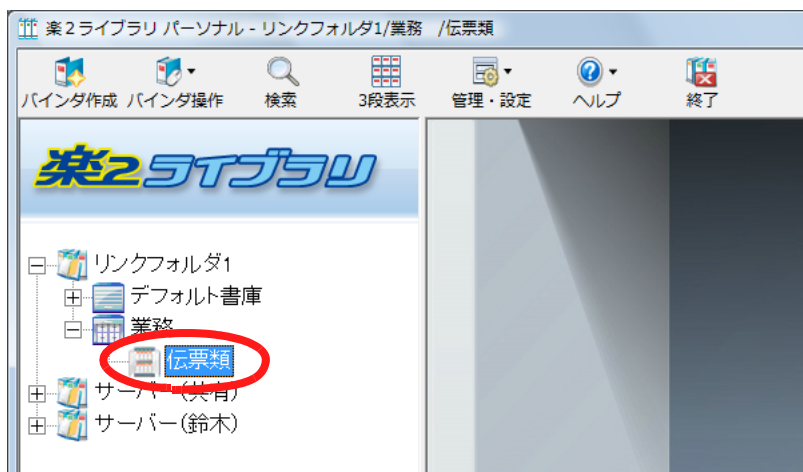 楽2ライブラリ パーソナル - リンクフォルダ1/業務 /伝票類
バインダ作成 バインダ操作 検索 3段表示 管理・設定 ヘルプ 終了
楽2ライブラリ
リンクフォルダ1
デフォルト書庫
業務
伝票類
サーバー(共有)
サーバー(鈴木)